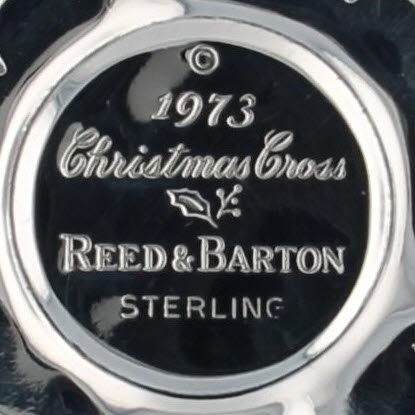 ©
1973
Christmas Cross
REED & BARTON
STERLING